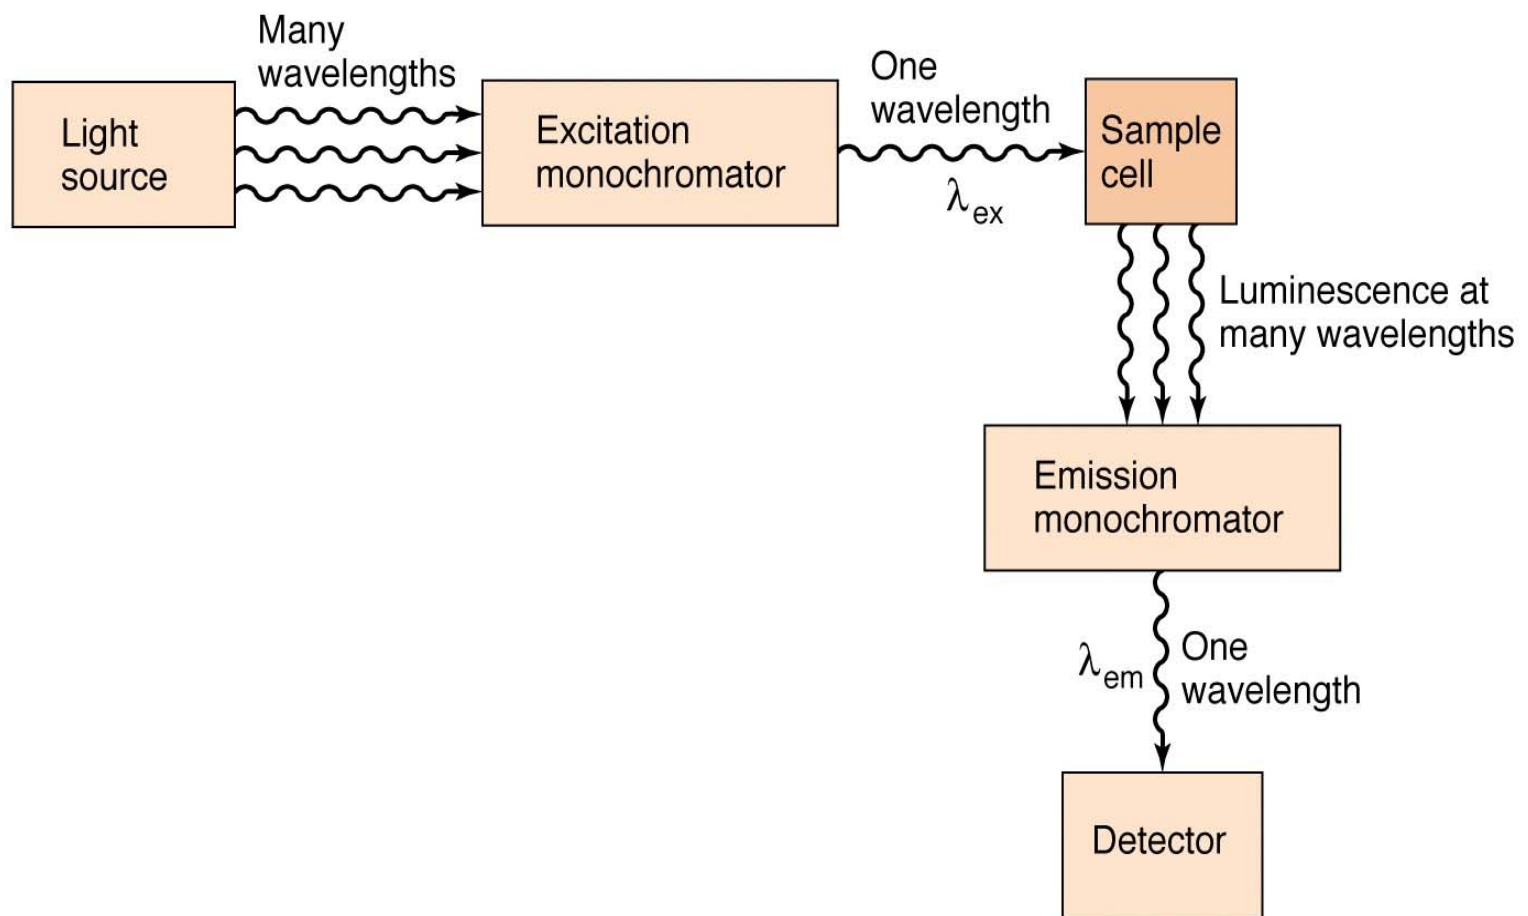 Many
wavelengths
Light
source
Excitation
monochromator
One
wavelength
λex
Sample
cell
Luminescence at
many wavelengths
Emission
monochromator
λem
One
wavelength
Detector